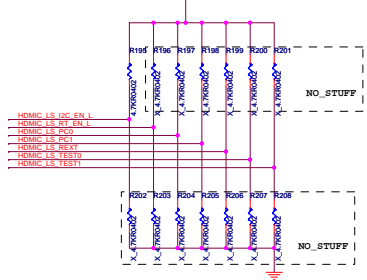 R195 R196 R197 R198 R199 R200 R201
4.7KR0402 X_4.7KR0402 X_4.7KR0402 X_4.7KR0402 X_4.7KR0402 X_4.7KR0402 X_4.7KR0402
NO_STUFF
HDMIC_LS_I2C_EN_L
HDMIC_LS_RT_EN_L
HDMIC_LS_PC0
HDMIC_LS_PC1
HDMIC_LS_REXT
HDMIC_LS_TEST0
HDMIC_LS_TEST1
R202 R203 R204 R205 R206 R207 R208
X_4.7KR0402 X_4.7KR0402 X_4.7KR0402 X_4.7KR0402 X_4.7KR0402 X_4.7KR0402 X_4.7KR0402
NO_STUFF